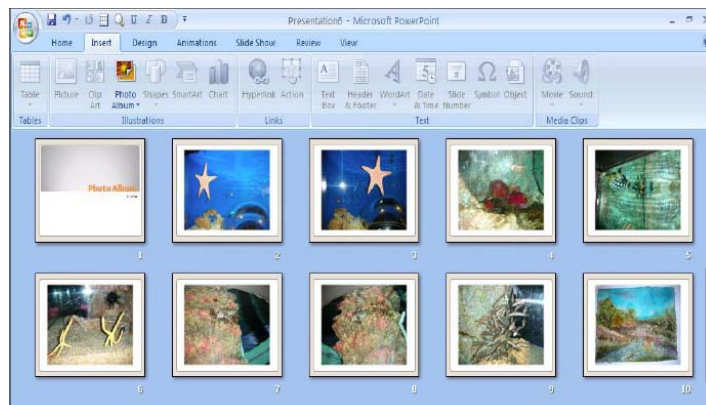 Presentation6 - Microsoft PowerPoint
Home Insert Design Animations Slide Show Review View
Table Picture Clip Art Photo Album Shapes SmartArt Chart Hyperlink Action Text Box Header & Footer WordArt Date & Time Slide Number Symbol Object Movie Sound
Tables Illustrations Links Text Media Clips
Photo Album
1 2 3 4 5
6 7 8 9 10